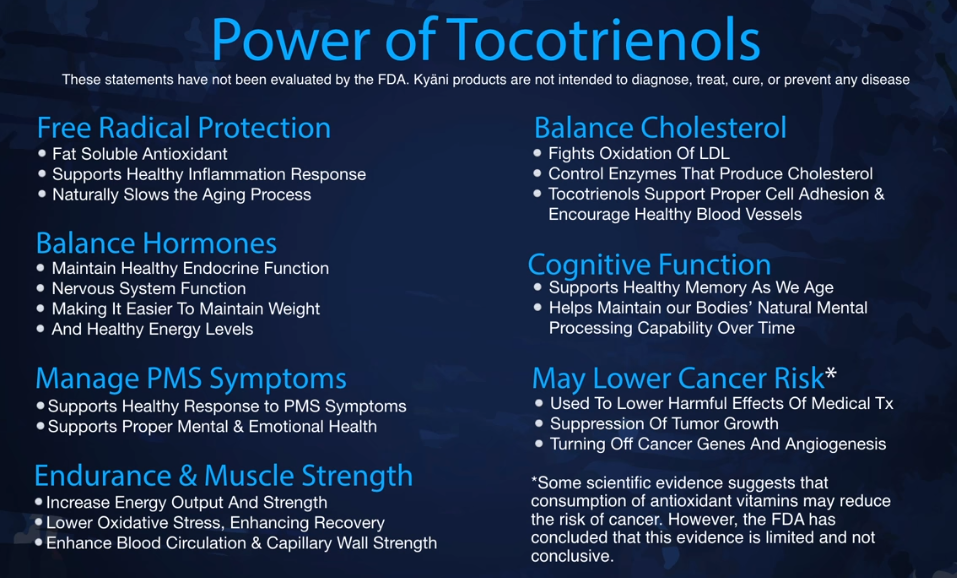 Power of Tocotrienols
These statements have not been evaluated by the FDA. Kyäni products are not intended to diagnose, treat, cure, or prevent any disease
Free Radical Protection
• Fat Soluble Antioxidant
• Supports Healthy Inflammation Response
• Naturally Slows the Aging Process
Balance Hormones
• Maintain Healthy Endocrine Function
• Nervous System Function
• Making It Easier To Maintain Weight
• And Healthy Energy Levels
Manage PMS Symptoms
• Supports Healthy Response to PMS Symptoms
• Supports Proper Mental & Emotional Health
Endurance & Muscle Strength
• Increase Energy Output And Strength
• Lower Oxidative Stress, Enhancing Recovery
• Enhance Blood Circulation & Capillary Wall Strength
Balance Cholesterol
• Fights Oxidation Of LDL
• Control Enzymes That Produce Cholesterol
• Tocotrienols Support Proper Cell Adhesion &
Encourage Healthy Blood Vessels
Cognitive Function
• Supports Healthy Memory As We Age
• Helps Maintain our Bodies’ Natural Mental
Processing Capability Over Time
May Lower Cancer Risk*
• Used To Lower Harmful Effects Of Medical Tx
• Suppression Of Tumor Growth
• Turning Off Cancer Genes And Angiogenesis
*Some scientific evidence suggests that
consumption of antioxidant vitamins may reduce
the risk of cancer. However, the FDA has
concluded that this evidence is limited and not
conclusive.